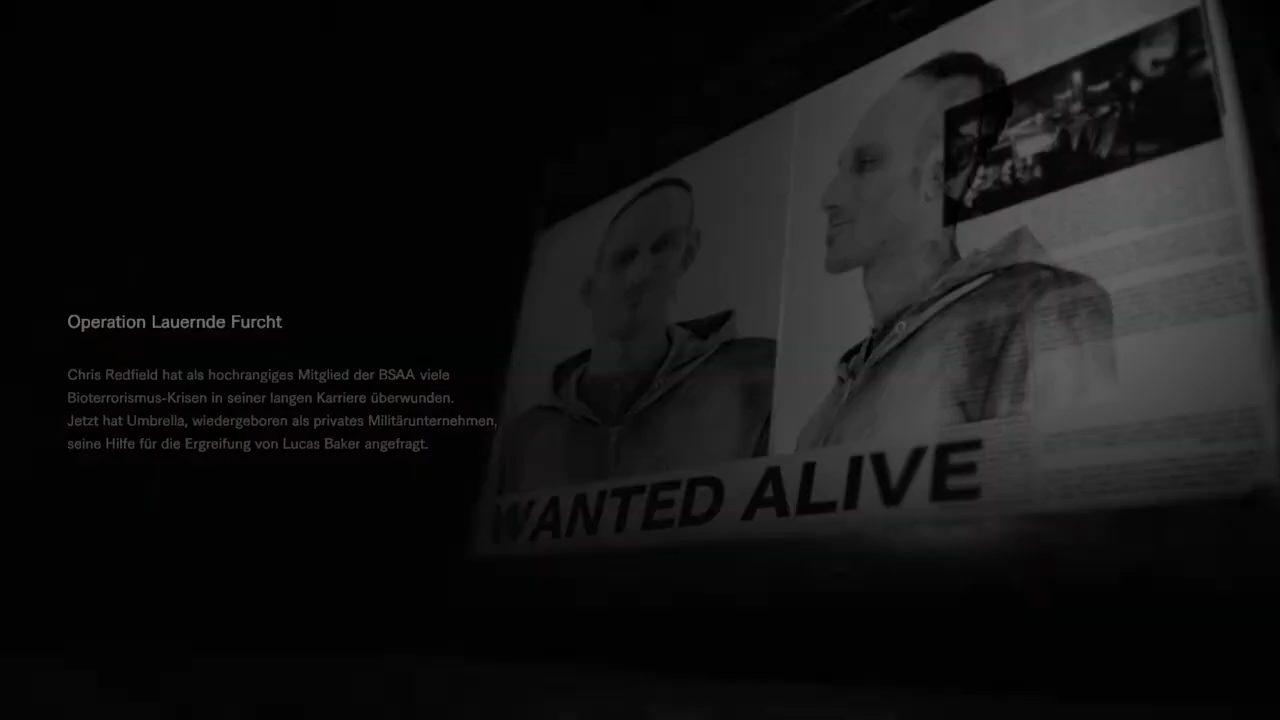 Operation Lauernde Furcht
Chris Redfield hat als hochrangiges Mitglied der BSAA viele
Bioterrorismus-Krisen in seiner langen Karriere überwunden.
Jetzt hat Umbrella, wiedergeboren als privates Militärunternehmen,
seine Hilfe für die Ergreifung von Lucas Baker angefragt.
WANTED ALIVE